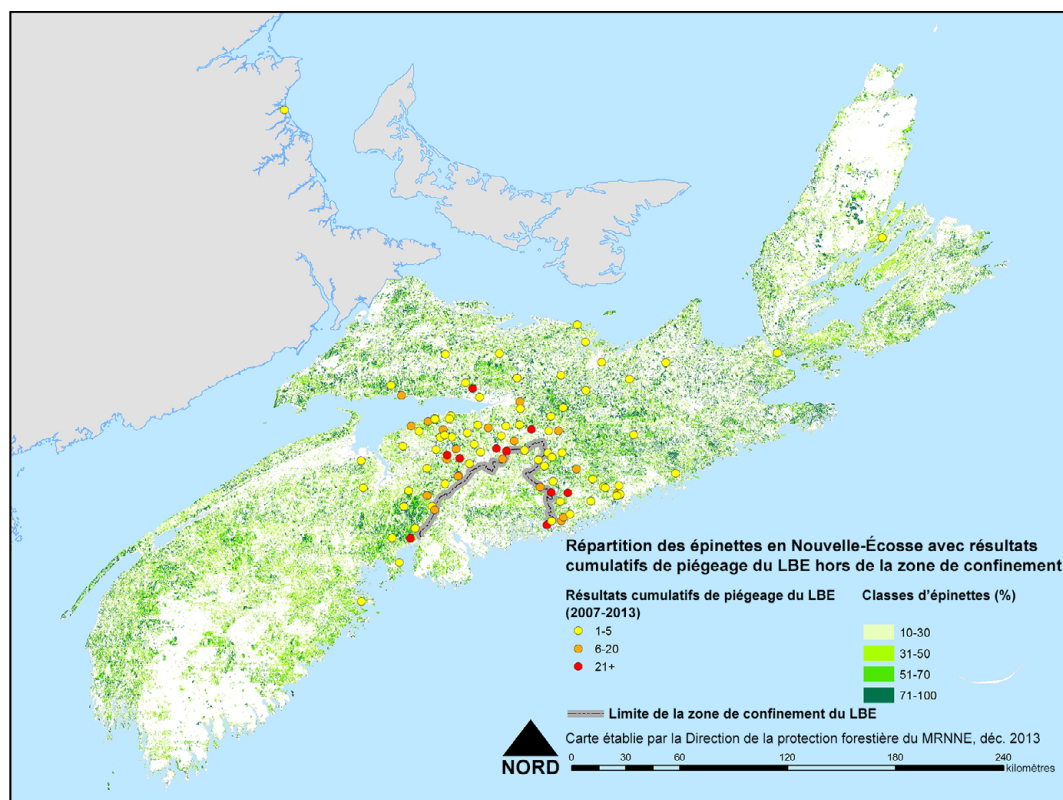 Répartition des épinettes en Nouvelle-Écosse avec résultats
cumulatifs de piégeage du LBE hors de la zone de confinement
Résultats cumulatifs de piégeage du LBE
(2007-2013)
1-5
6-20
21+
Classes d'épinettes (%)
10-30
31-50
51-70
71-100
Limite de la zone de confinement du LBE
Carte établie par la Direction de la protection forestière du MRNNE, déc. 2013
NORD
0 30 60 120 180 240
kilomètres